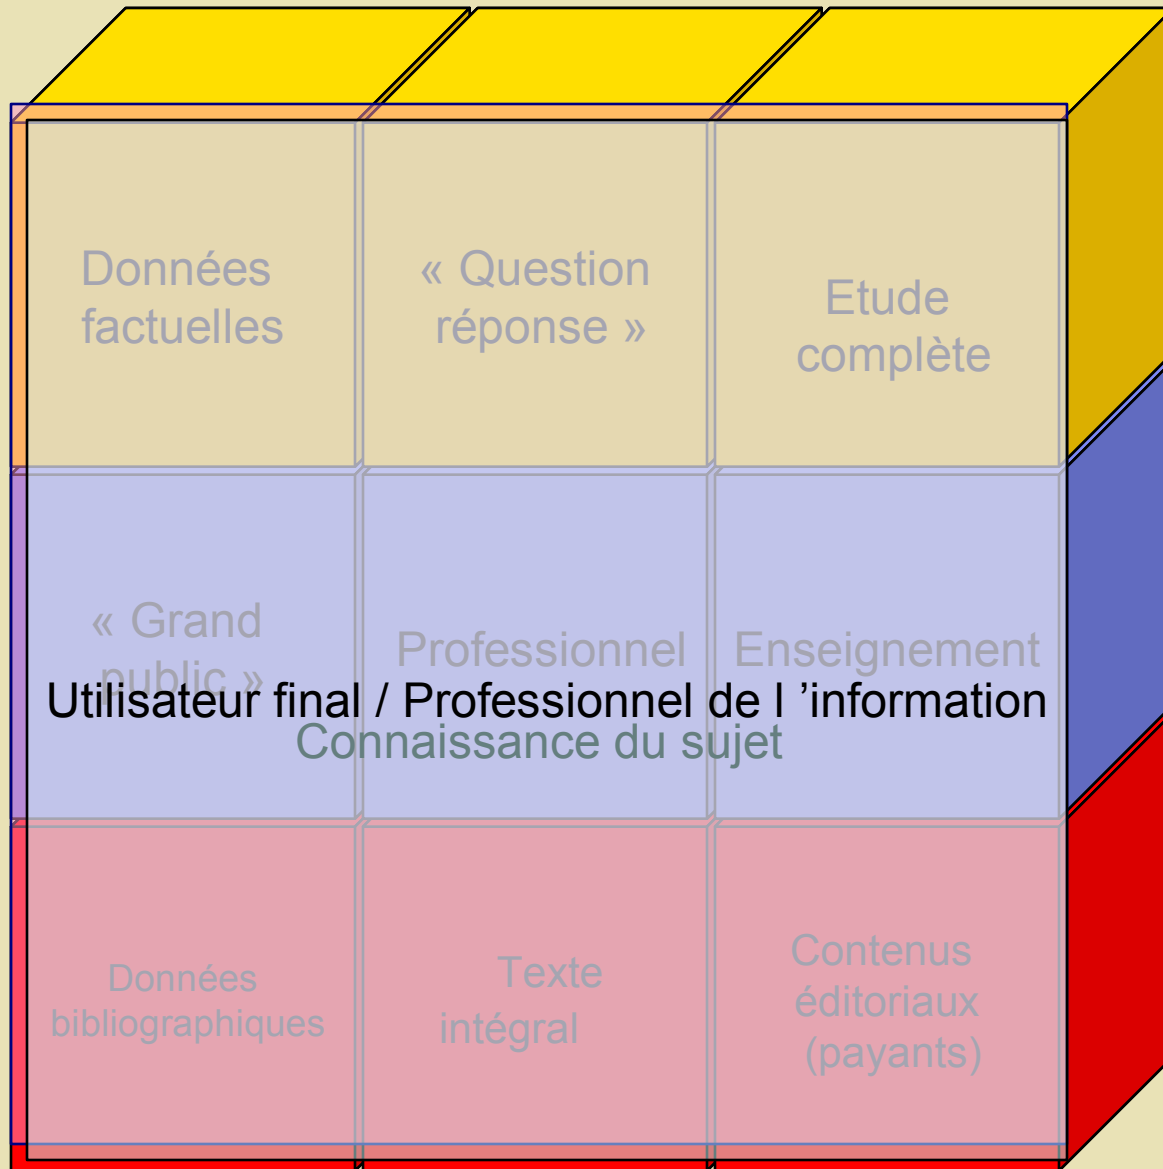 Données
factuelles
« Question
réponse »
Etude
complète
« Grand
public »
Professionnel
Enseignement
Utilisateur final / Professionnel de l ’information
Connaissance du sujet
Données
bibliographiques
Texte
intégral
Contenus
éditoriaux
(payants)